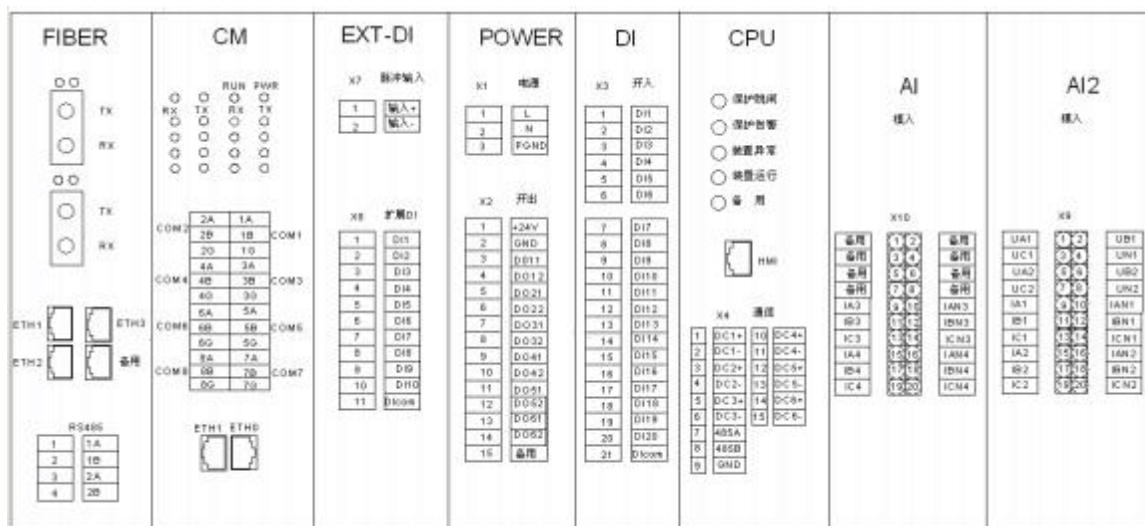 FIBER
TX
RX
TX
RX
ETH1
ETH3
ETH2
备用
RS485
1 1A
2 1B
3 2A
4 2B
CM
RUN PWR
RX TX RX TX
2A 1A
COM2 2B 1B COM1
2G 1G
4A 3A
COM4 4B 3B COM3
4G 3G
6A 5A
COM6 6B 5B COM5
6G 5G
8A 7A
COM8 8B 7B COM7
8G 7G
ETH1 ETH0
EXT-DI
X7 脉冲输入
1 输入+
2 输入-
X8 扩展DI
1 DI1
2 DI2
3 DI3
4 DI4
5 DI5
6 DI6
7 DI7
8 DI8
9 DI9
10 DI10
11 DIcom
POWER
X1 电源
1 L
2 N
3 PGND
X2 开出
1 +24V
2 GND
3 DO11
4 DO12
5 DO21
6 DO22
7 DO31
8 DO32
9 DO41
10 DO42
11 DO51
12 DO52
13 DO61
14 DO62
15 备用
DI
X3 开入
1 DI1
2 DI2
3 DI3
4 DI4
5 DI5
6 DI6
7 DI7
8 DI8
9 DI9
10 DI10
11 DI11
12 DI12
13 DI13
14 DI14
15 DI15
16 DI16
17 DI17
18 DI18
19 DI19
20 DI20
21 DIcom
CPU
保护跳闸
保护告警
装置异常
装置运行
备 用
HMI
X4 通信
1 DC1+ 10 DC4+
2 DC1- 11 DC4-
3 DC2+ 12 DC5+
4 DC2- 13 DC5-
5 DC3+ 14 DC6+
6 DC3- 15 DC6-
7 485A
8 485B
9 GND
AI
模入
X10
备用 1 2 备用
备用 3 4 备用
备用 5 6 备用
备用 7 8 备用
IA3 9 10 IAN3
IB3 11 12 IBN3
IC3 13 14 ICN3
IA4 15 16 IAN4
IB4 17 18 IBN4
IC4 19 20 ICN4
AI2
模入
X9
UA1 1 2 UB1
UC1 3 4 UN1
UA2 5 6 UB2
UC2 7 8 UN2
IA1 9 10 IAN1
IB1 11 12 IBN1
IC1 13 14 ICN1
IA2 15 16 IAN2
IB2 17 18 IBN2
IC2 19 20 ICN2